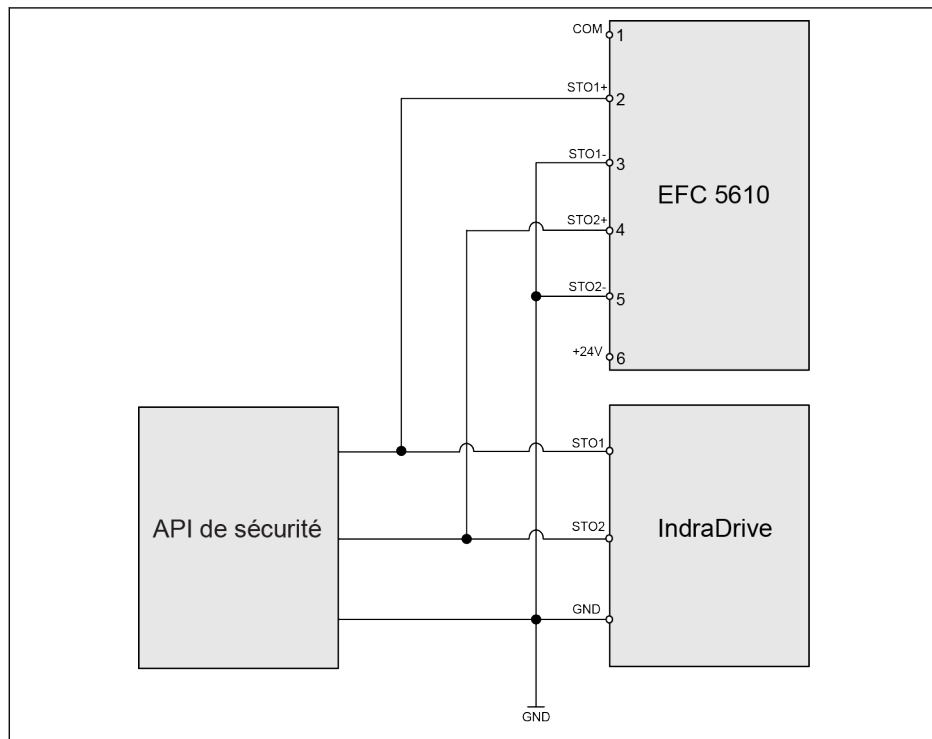 COM
1
STO1+
2
STO1-
3
EFC 5610
STO2+
4
STO2-
5
+24V
6
API de sécurité
STO1
STO2
IndraDrive
GND
GND